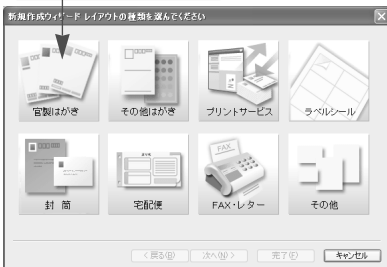 新規作成ウィザード レイアウトの種類を選んでください
官製はがき
その他はがき
プリントサービス
ラベルシール
FAX
封 筒
宅配便
FAX・レター
その他
< 戻る(B)
次へ(N) >
完了(F)
キャンセル